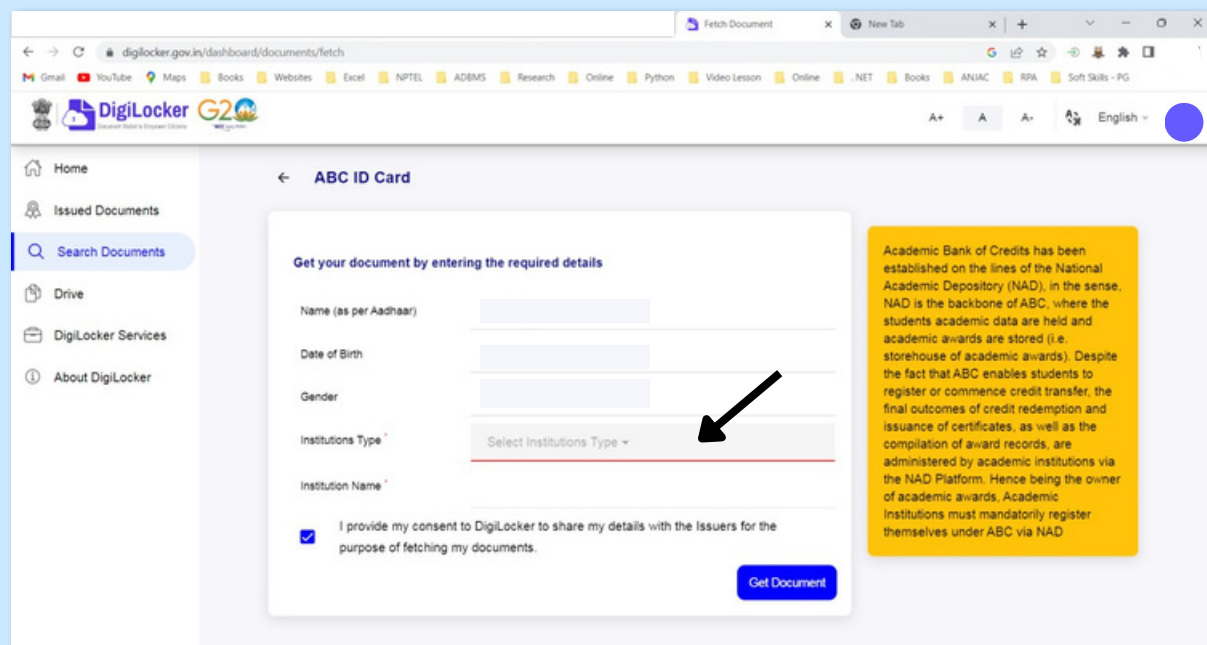 Fetch Document
New Tab
digilocker.gov.in/dashboard/documents/fetch
Gmail YouTube Maps Books Websites Excel NPTEL ADBMS Research Online Python Video Lesson Online .NET Books ANJAC RPA Soft Skills - PG
DigiLocker G20
A+ A A- English
Home
Issued Documents
Search Documents
Drive
DigiLocker Services
About DigiLocker
ABC ID Card
Get your document by entering the required details
Name (as per Aadhaar)
Date of Birth
Gender
Institutions Type *
Select Institutions Type
Institution Name *
I provide my consent to DigiLocker to share my details with the Issuers for the
purpose of fetching my documents.
Get Document
Academic Bank of Credits has been
established on the lines of the National
Academic Depository (NAD), in the sense,
NAD is the backbone of ABC, where the
students academic data are held and
academic awards are stored (i.e.
storehouse of academic awards). Despite
the fact that ABC enables students to
register or commence credit transfer, the
final outcomes of credit redemption and
issuance of certificates, as well as the
compilation of award records, are
administered by academic institutions via
the NAD Platform. Hence being the owner
of academic awards, Academic
Institutions must mandatorily register
themselves under ABC via NAD